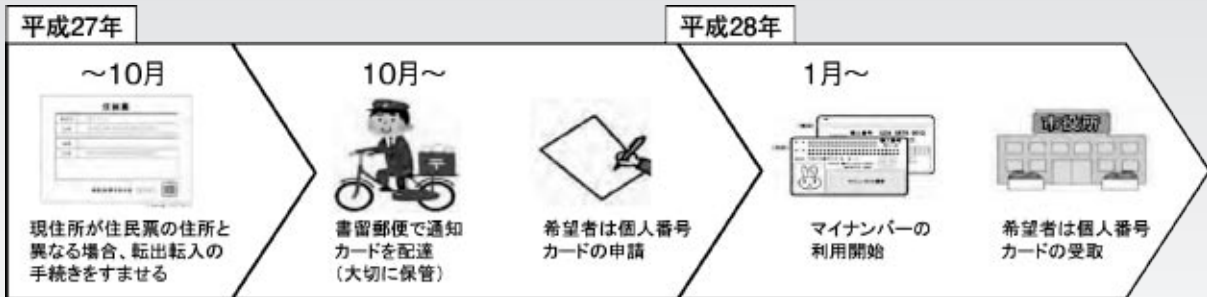 平成27年
平成28年
～10月
10月～
1月～
住民票
市役所
現住所が住民票の住所と
異なる場合、転出転入の
手続きをすませる
書留郵便で通知
カードを配達
(大切に保管)
希望者は個人番号
カードの申請
マイナンバーの
利用開始
希望者は個人番号
カードの受取